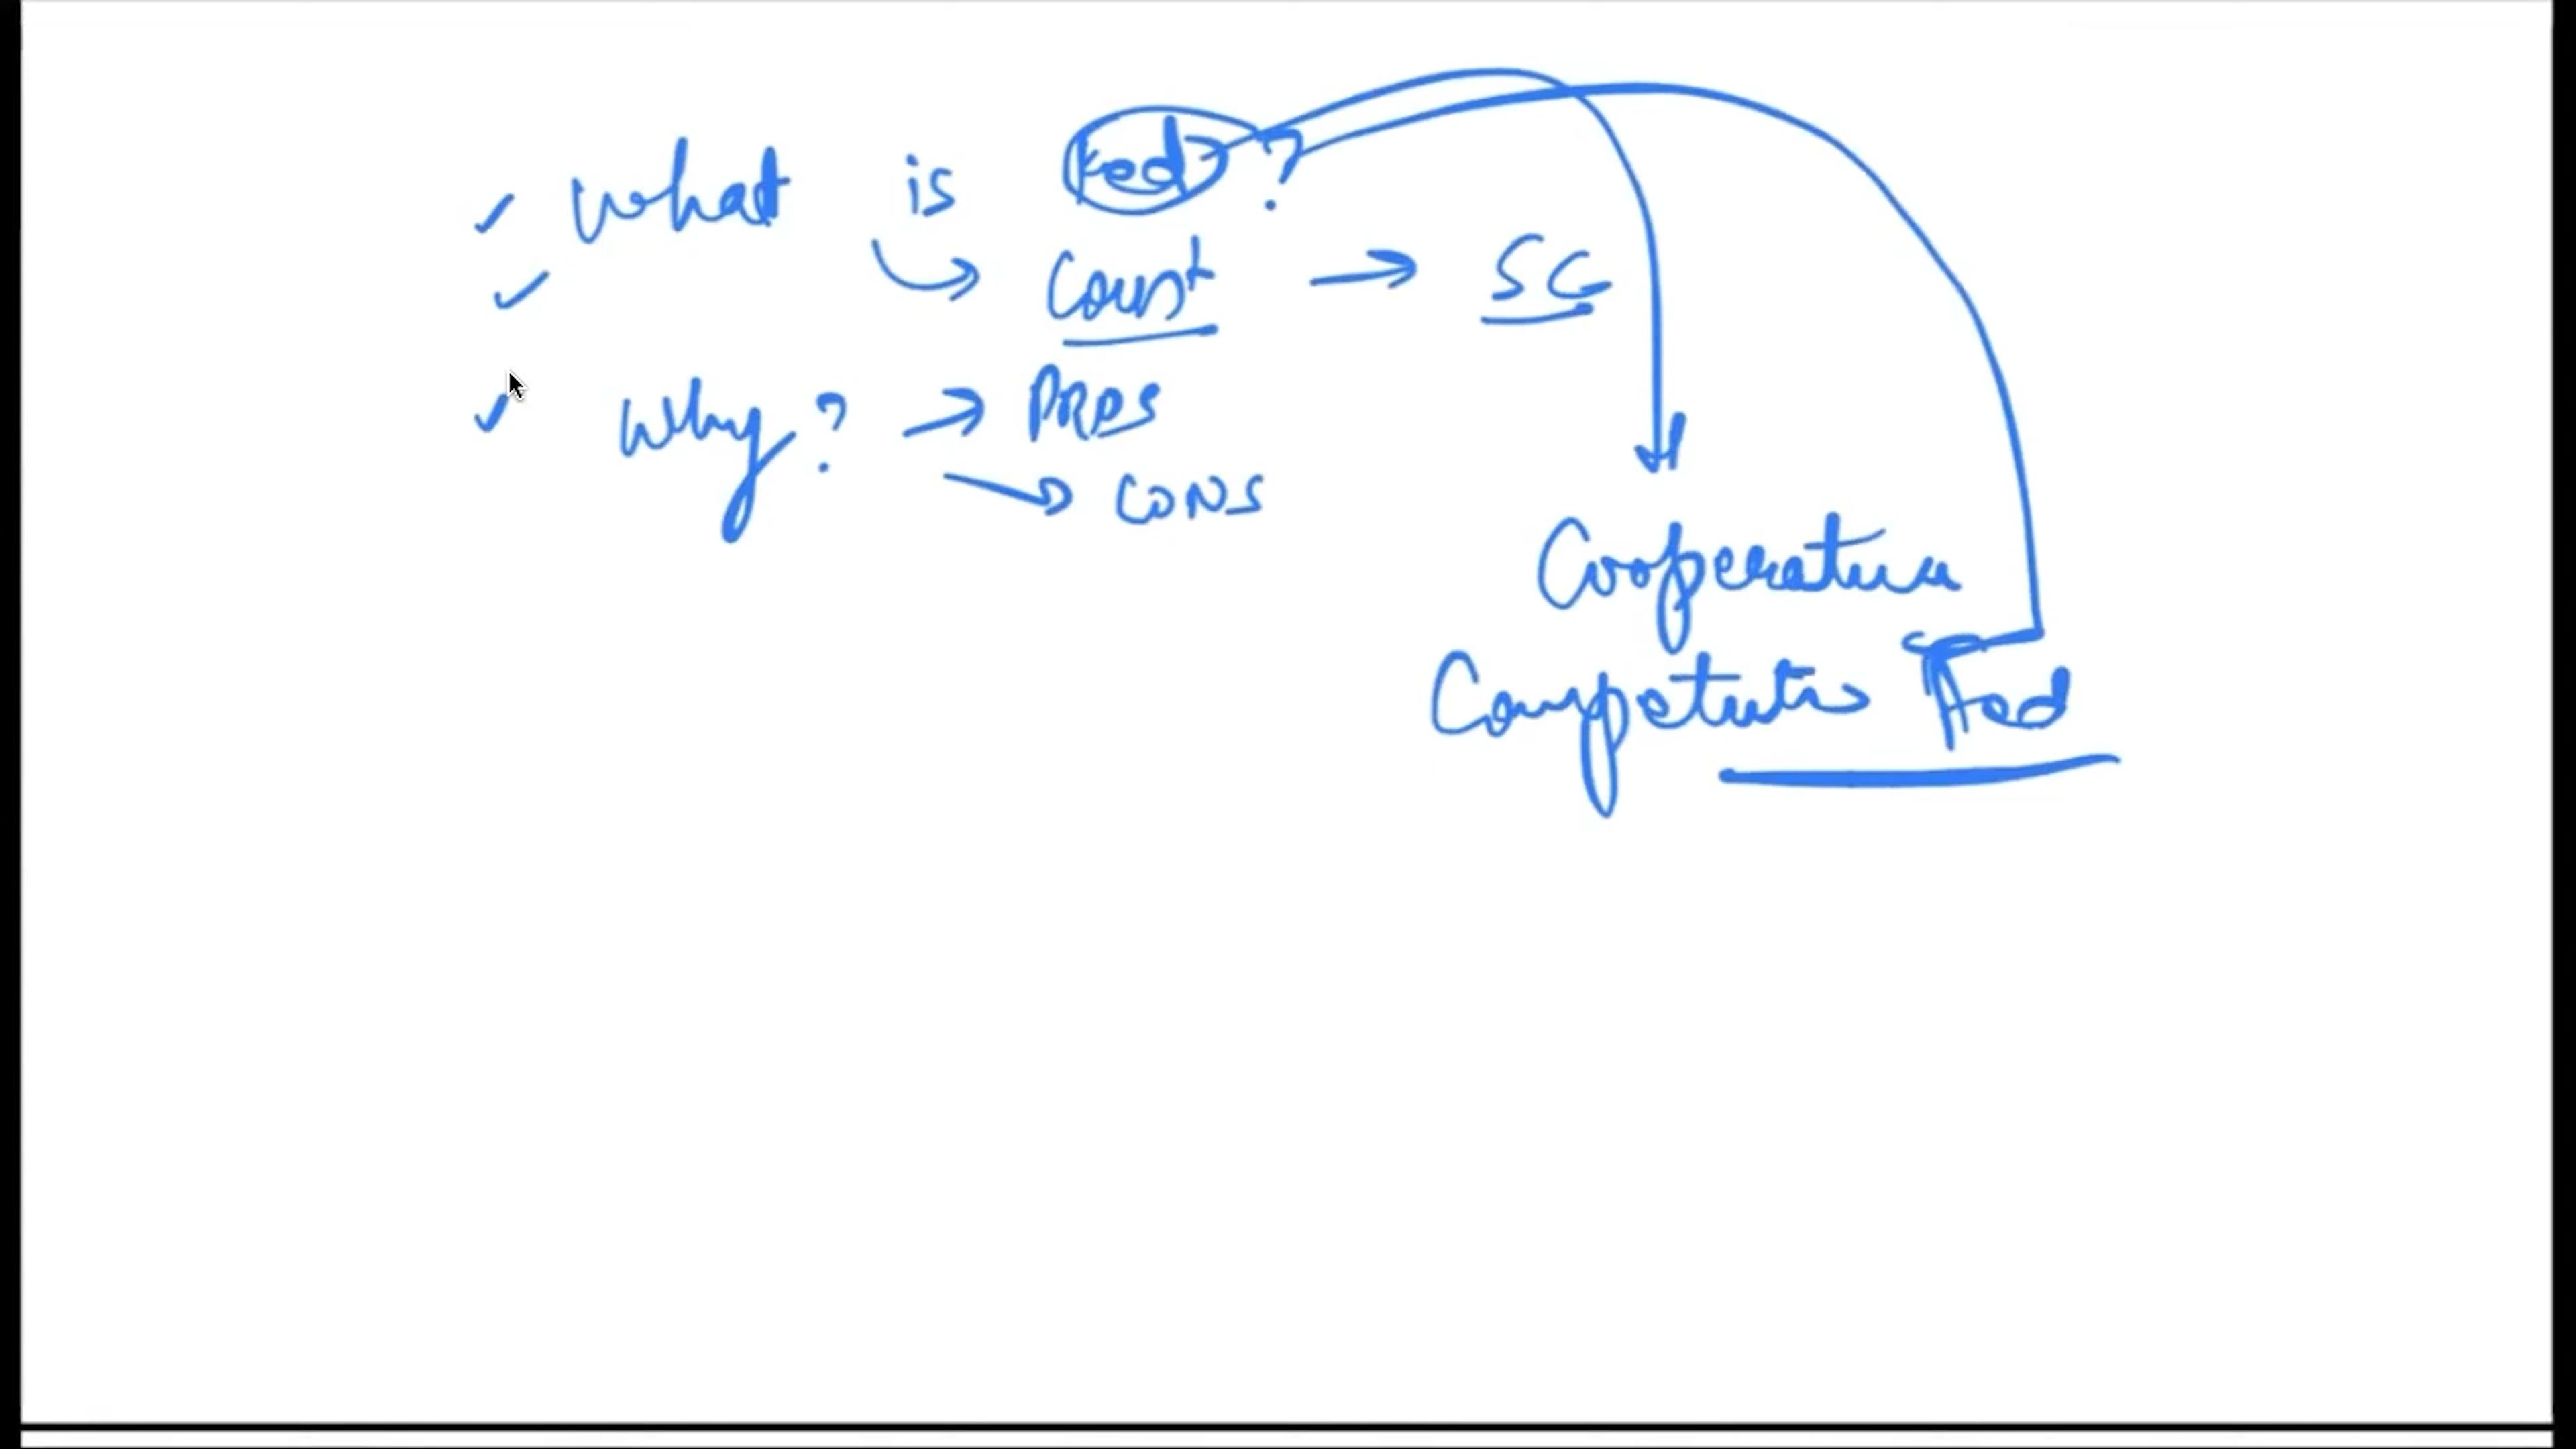 ✓ What is Fed?
✓ → Const → SC
✓ Why? → PROS
→ CONS
Cooperative
Competitive Fed